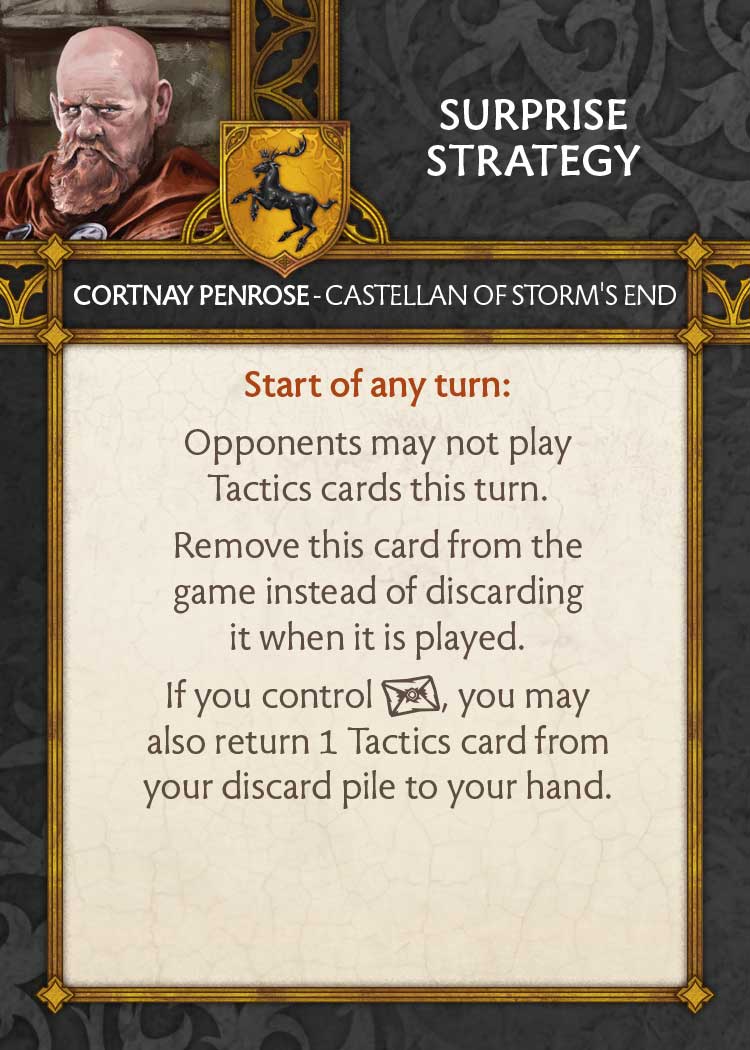 SURPRISE
STRATEGY
CORTNAY PENROSE - CASTELLAN OF STORM'S END
Start of any turn:
Opponents may not play
Tactics cards this turn.
Remove this card from the
game instead of discarding
it when it is played.
If you control , you may
also return 1 Tactics card from
your discard pile to your hand.